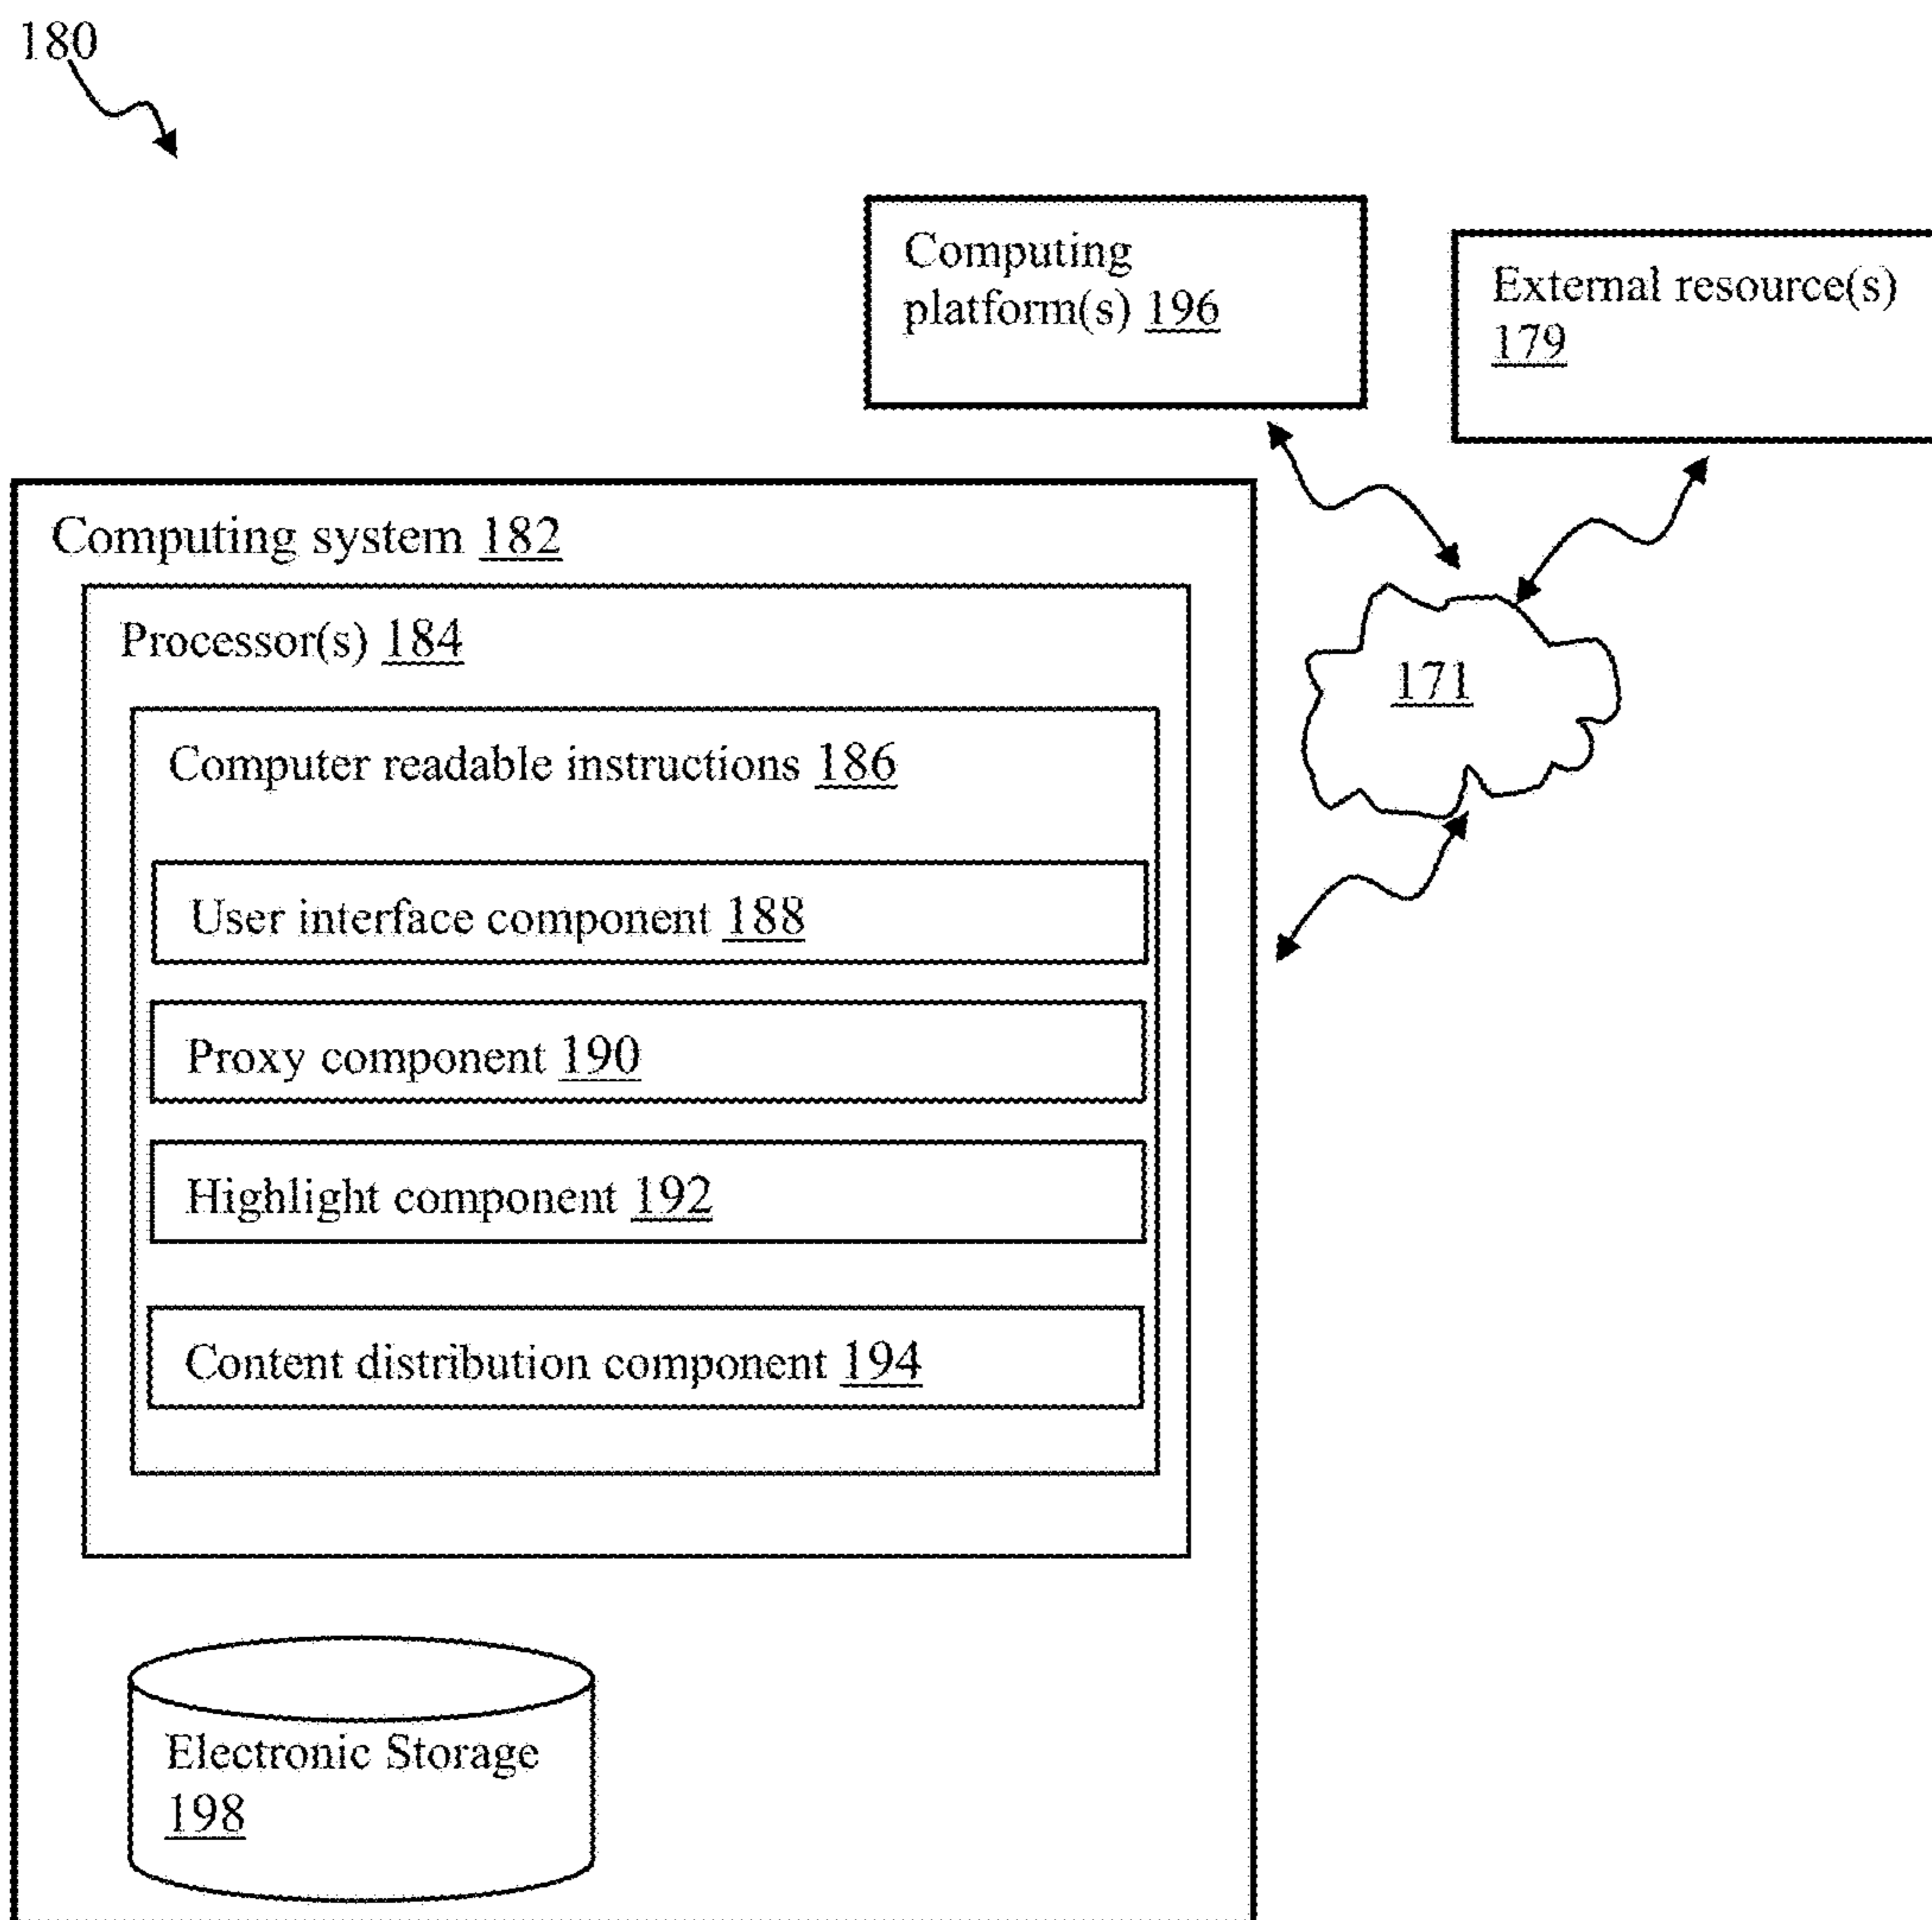 180
Computing
platform(s) 196
External resource(s)
179
Computing system 182
Processor(s) 184
171
Computer readable instructions 186
User interface component 188
Proxy component 190
Highlight component 192
Content distribution component 194
Electronic Storage
198